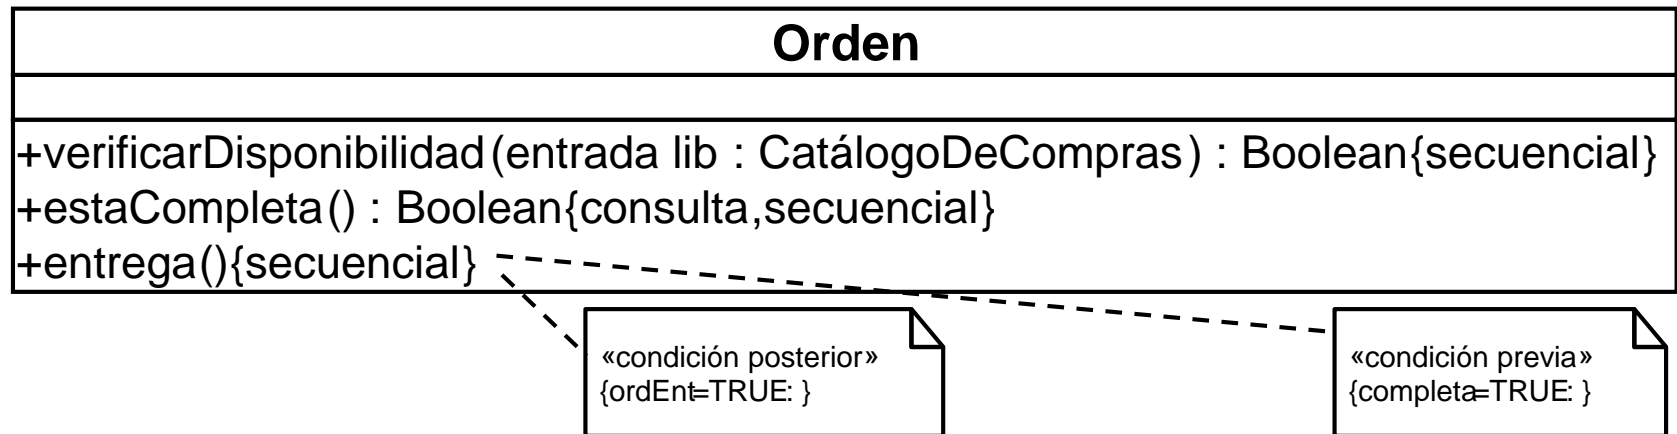 Orden
+verificarDisponibilidad(entrada lib : CatálogoDeCompras) : Boolean{secuencial}
+estaCompleta() : Boolean{consulta,secuencial}
+entrega(){secuencial}
«condición posterior»
{ordEnt=TRUE: }
«condición previa»
{completa=TRUE: }